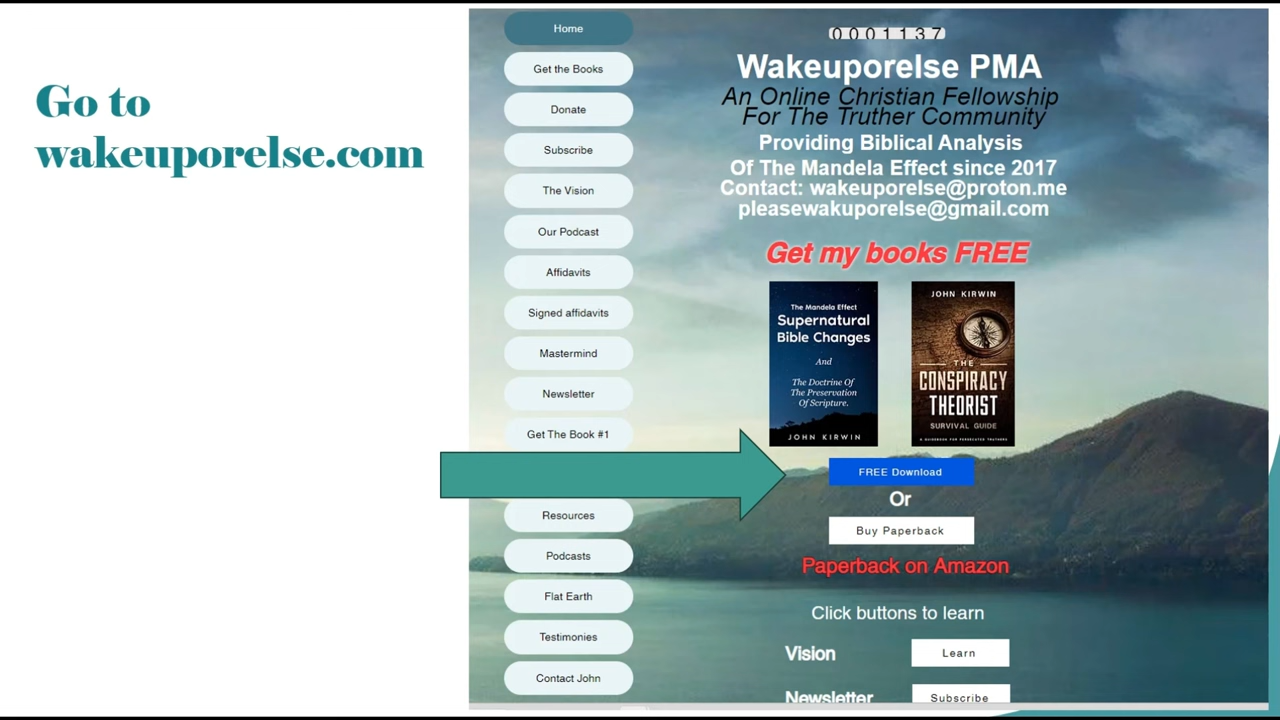 Go to
wakeuporelse.com
Home
Get the Books
Donate
Subscribe
The Vision
Our Podcast
Affidavits
Signed affidavits
Mastermind
Newsletter
Get The Book #1
Resources
Podcasts
Flat Earth
Testimonies
Contact John
0001137
Wakeuporelse PMA
An Online Christian Fellowship
For The Truther Community
Providing Biblical Analysis
Of The Mandela Effect since 2017
Contact: wakeuporelse@proton.me
pleasewakuporelse@gmail.com
Get my books FREE
The Mandela Effect
Supernatural
Bible Changes
And
The Doctrine Of
The Preservation
Of Scripture.
JOHN KIRWIN
JOHN KIRWIN
THE
CONSPIRACY
THEORIST
SURVIVAL GUIDE
A GUIDEBOOK FOR PERSECUTED TRUTHERS
FREE Download
Or
Buy Paperback
Paperback on Amazon
Click buttons to learn
Vision
Learn
Newsletter
Subscribe